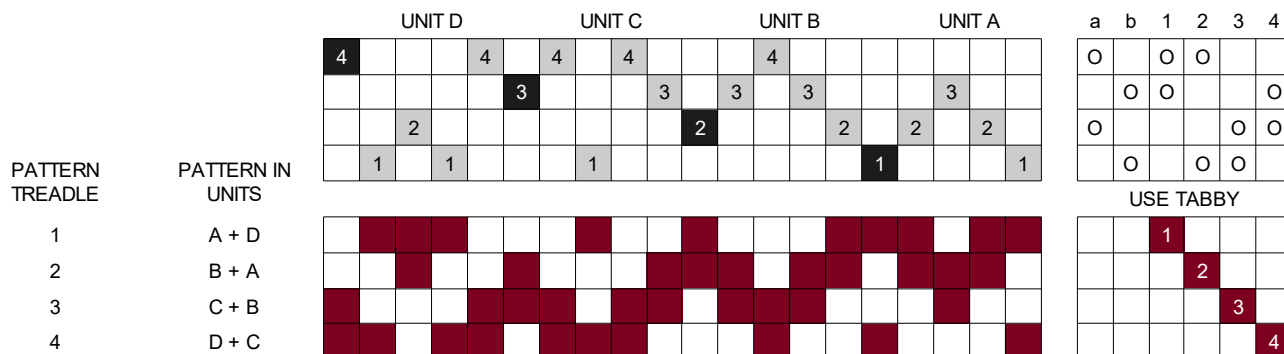 UNIT D UNIT C UNIT B UNIT A a b 1 2 3 4
4 4 4 4 4 O O O
3 3 3 3 3 O O O
2 2 2 2 2 O O O
1 1 1 1 1 O O O
PATTERN TREADLE
PATTERN IN UNITS
USE TABBY
1 A + D 1
2 B + A 2
3 C + B 3
4 D + C 4